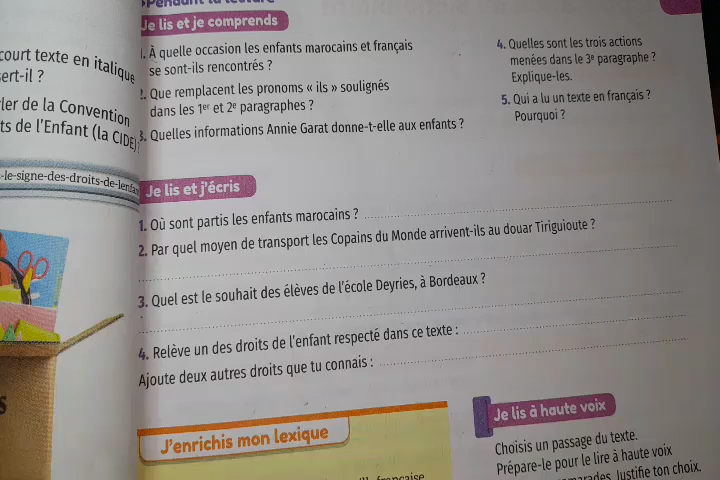 Pendant la lecture
Je lis et je comprends
1. À quelle occasion les enfants marocains et français
se sont-ils rencontrés ?
2. Que remplacent les pronoms « ils » soulignés
dans les 1er et 2e paragraphes ?
3. Quelles informations Annie Garat donne-t-elle aux enfants ?
4. Quelles sont les trois actions
menées dans le 3e paragraphe ?
Explique-les.
5. Qui a lu un texte en français ?
Pourquoi ?
court texte en italique
sert-il ?
ler de la Convention
ts de l'Enfant (la CIDE)
-le-signe-des-droits-de-lenfan
Je lis et j'écris
1. Où sont partis les enfants marocains ?
2. Par quel moyen de transport les Copains du Monde arrivent-ils au douar Tiriguioute ?
3. Quel est le souhait des élèves de l'école Deyries, à Bordeaux ?
4. Relève un des droits de l'enfant respecté dans ce texte :
Ajoute deux autres droits que tu connais :
J'enrichis mon lexique
française
Je lis à haute voix
Choisis un passage du texte.
Prépare-le pour le lire à haute voix
Justifie ton choix.